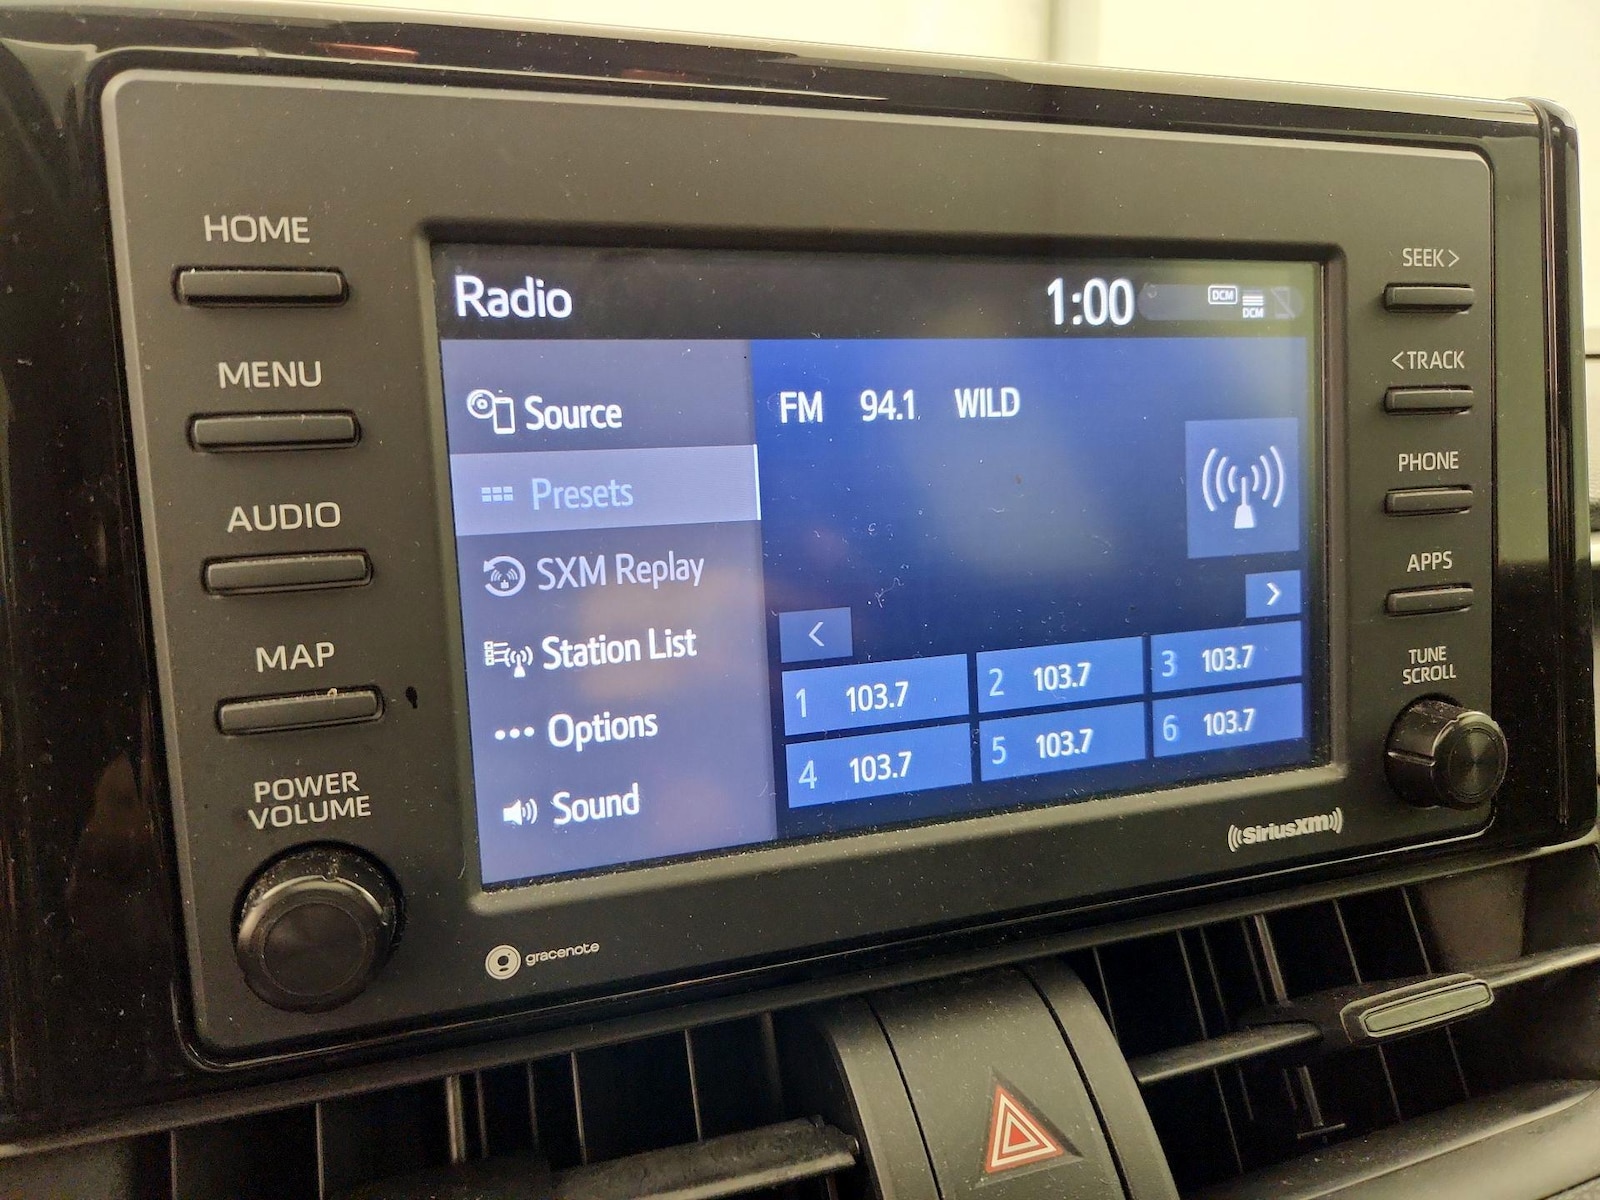 HOME
MENU
AUDIO
MAP
POWER
VOLUME
Radio
1:00
DCM
DCM
Source
Presets
SXM Replay
Station List
Options
Sound
FM 94.1 WILD
<
>
1 103.7
2 103.7
3 103.7
4 103.7
5 103.7
6 103.7
SEEK>
<TRACK
PHONE
APPS
TUNE
SCROLL
gracenote
SiriusXM